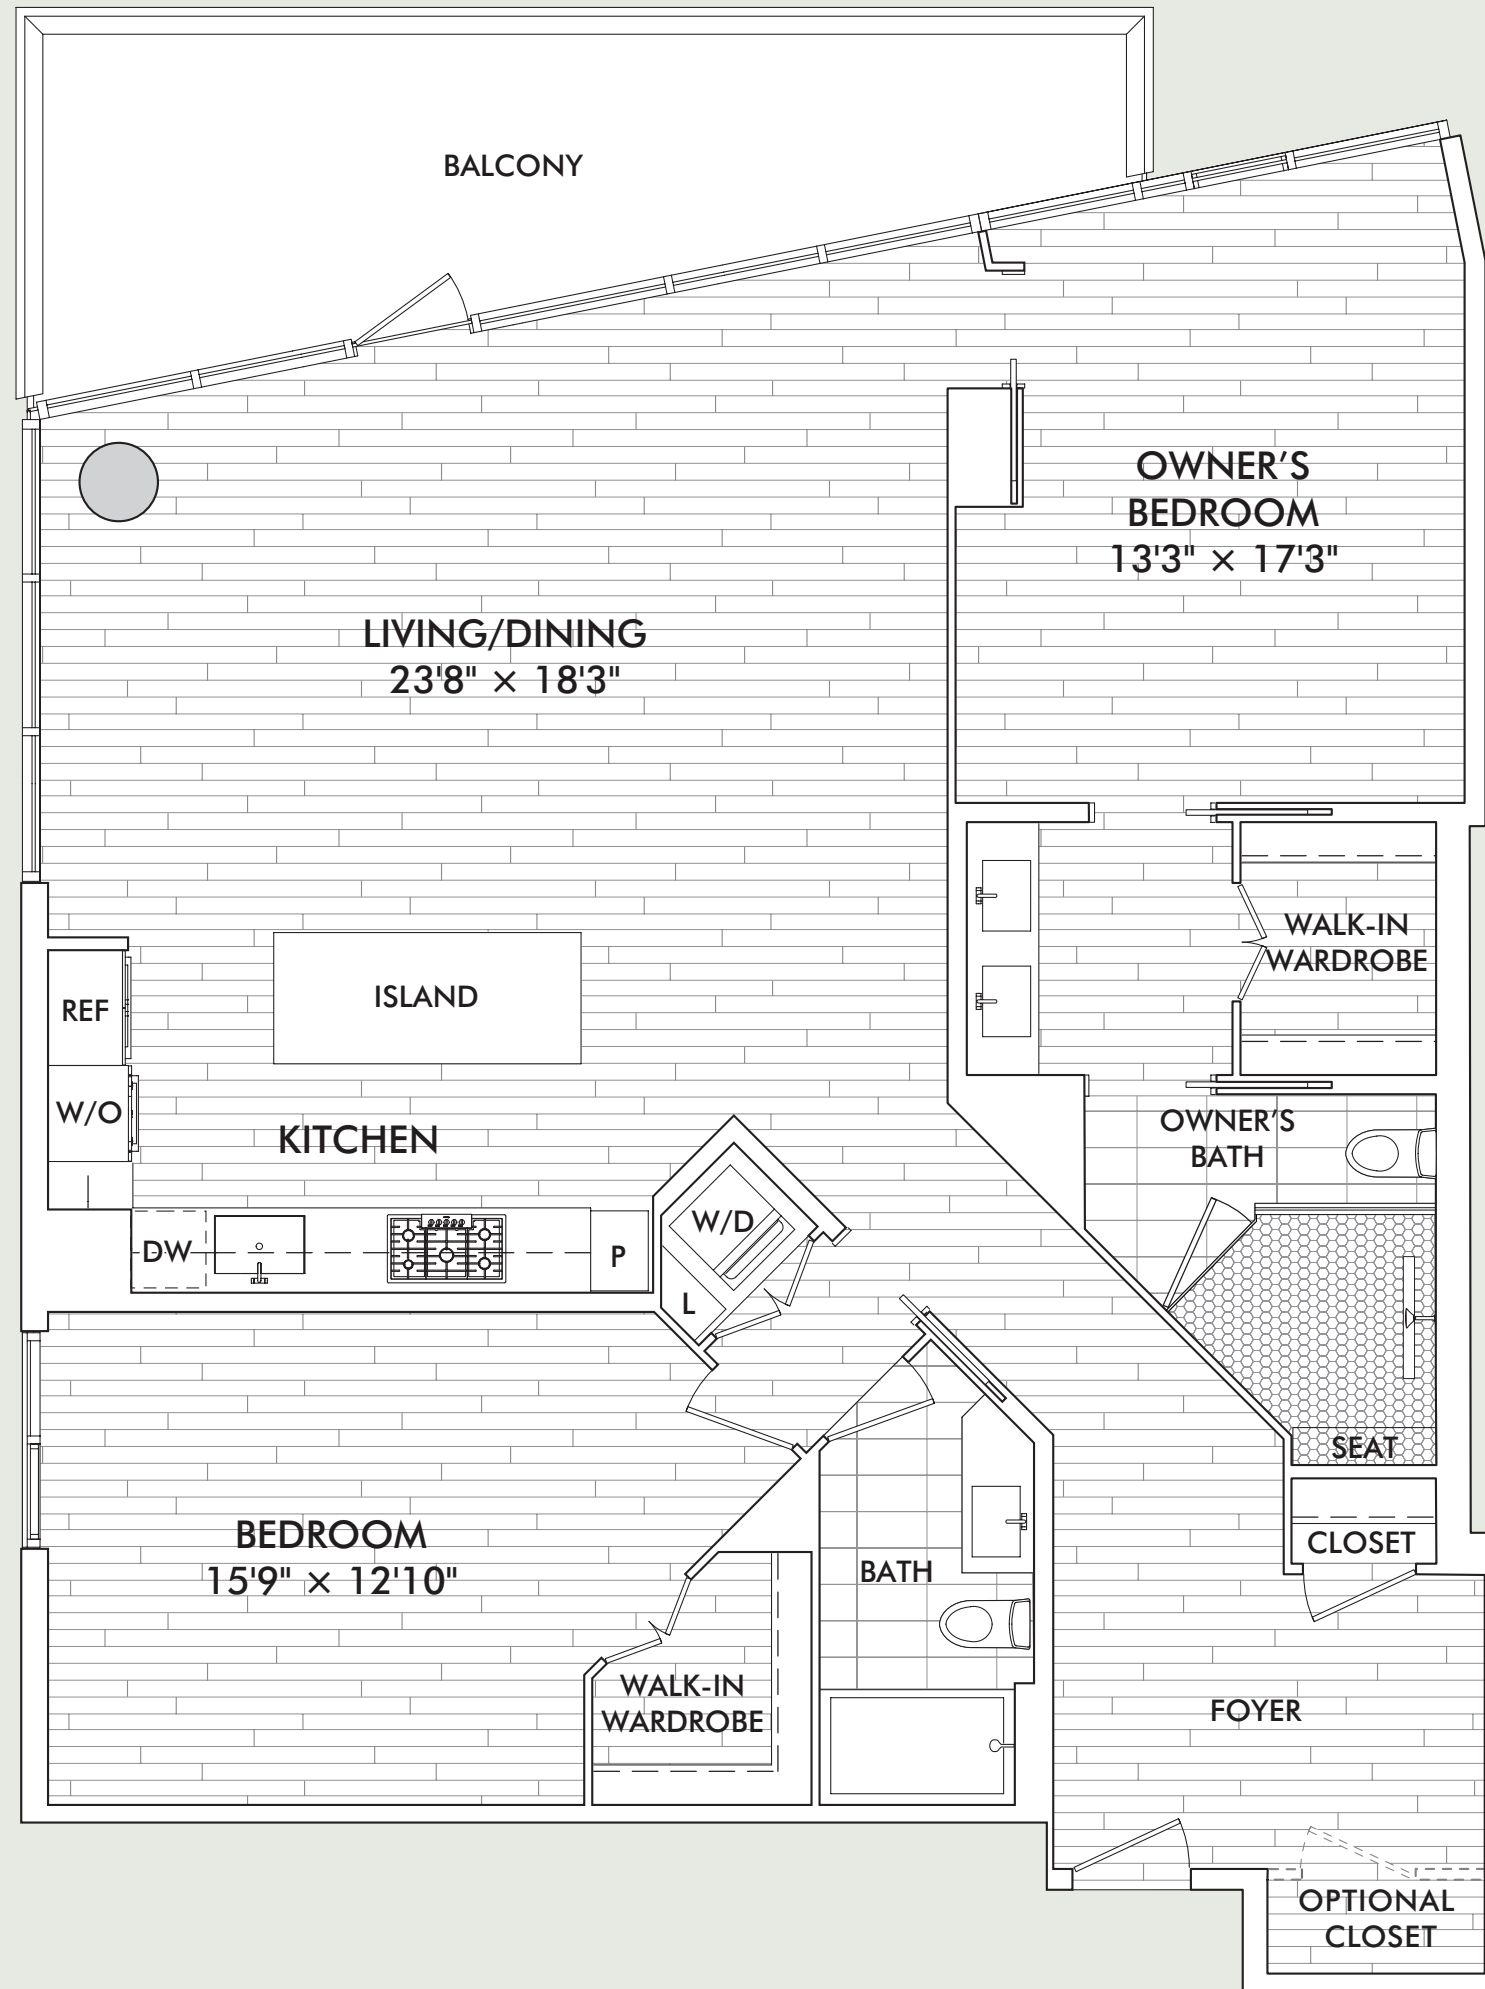 BALCONY
OWNER'S
BEDROOM
13'3" × 17'3"
LIVING/DINING
23'8" × 18'3"
WALK-IN
WARDROBE
REF
ISLAND
W/O
KITCHEN
OWNER'S
BATH
W/D
DW
P
L
SEAT
BEDROOM
15'9" × 12'10"
CLOSET
BATH
WALK-IN
WARDROBE
FOYER
OPTIONAL
CLOSET